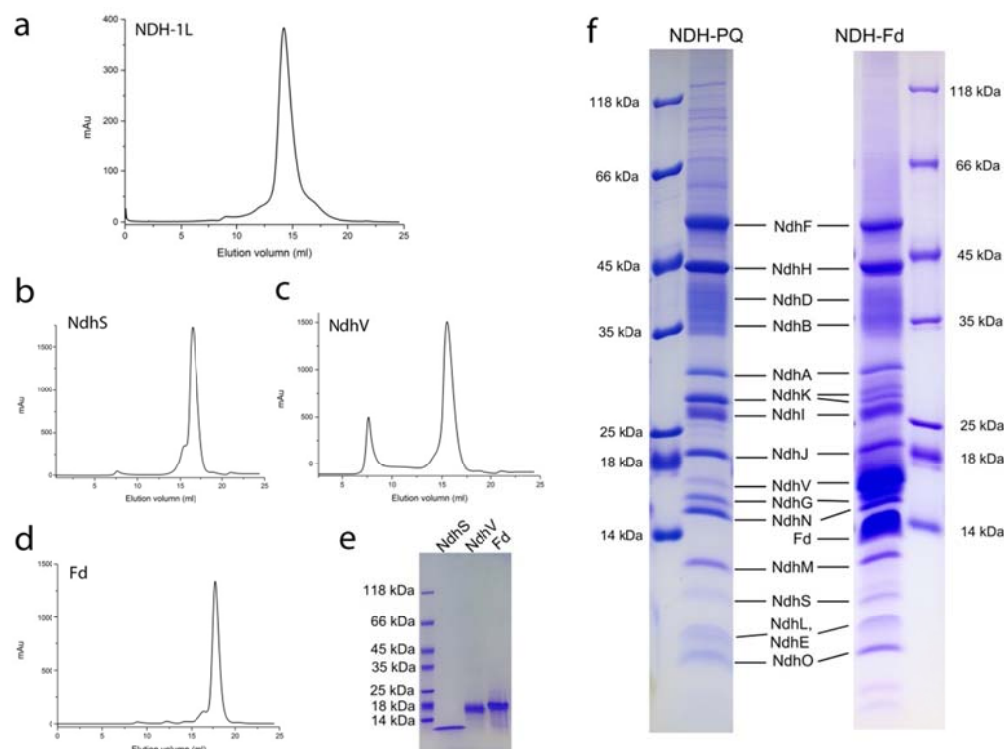 a
NDH-1L
400
300
200
100
0
mAu
0 5 10 15 20 25
Elution volumn (ml)
b
NdhS
1500
1000
500
0
mAu
0 5 10 15 20 25
Elution volumn (ml)
c
NdhV
1500
1000
500
0
mAu
5 10 15 20 25
Elution volumn (ml)
d
Fd
1500
1000
500
0
mAu
0 5 10 15 20 25
Elution volumn (ml)
e
NdhS NdhV Fd
118 kDa
66 kDa
45 kDa
35 kDa
25 kDa
18 kDa
14 kDa
f
NDH-PQ NDH-Fd
118 kDa
66 kDa
45 kDa
35 kDa
25 kDa
18 kDa
14 kDa
NdhF
NdhH
NdhD
NdhB
NdhA
NdhK
NdhI
NdhJ
NdhV
NdhG
NdhN
Fd
NdhM
NdhS
NdhL,
NdhE
NdhO
118 kDa
66 kDa
45 kDa
35 kDa
25 kDa
18 kDa
14 kDa